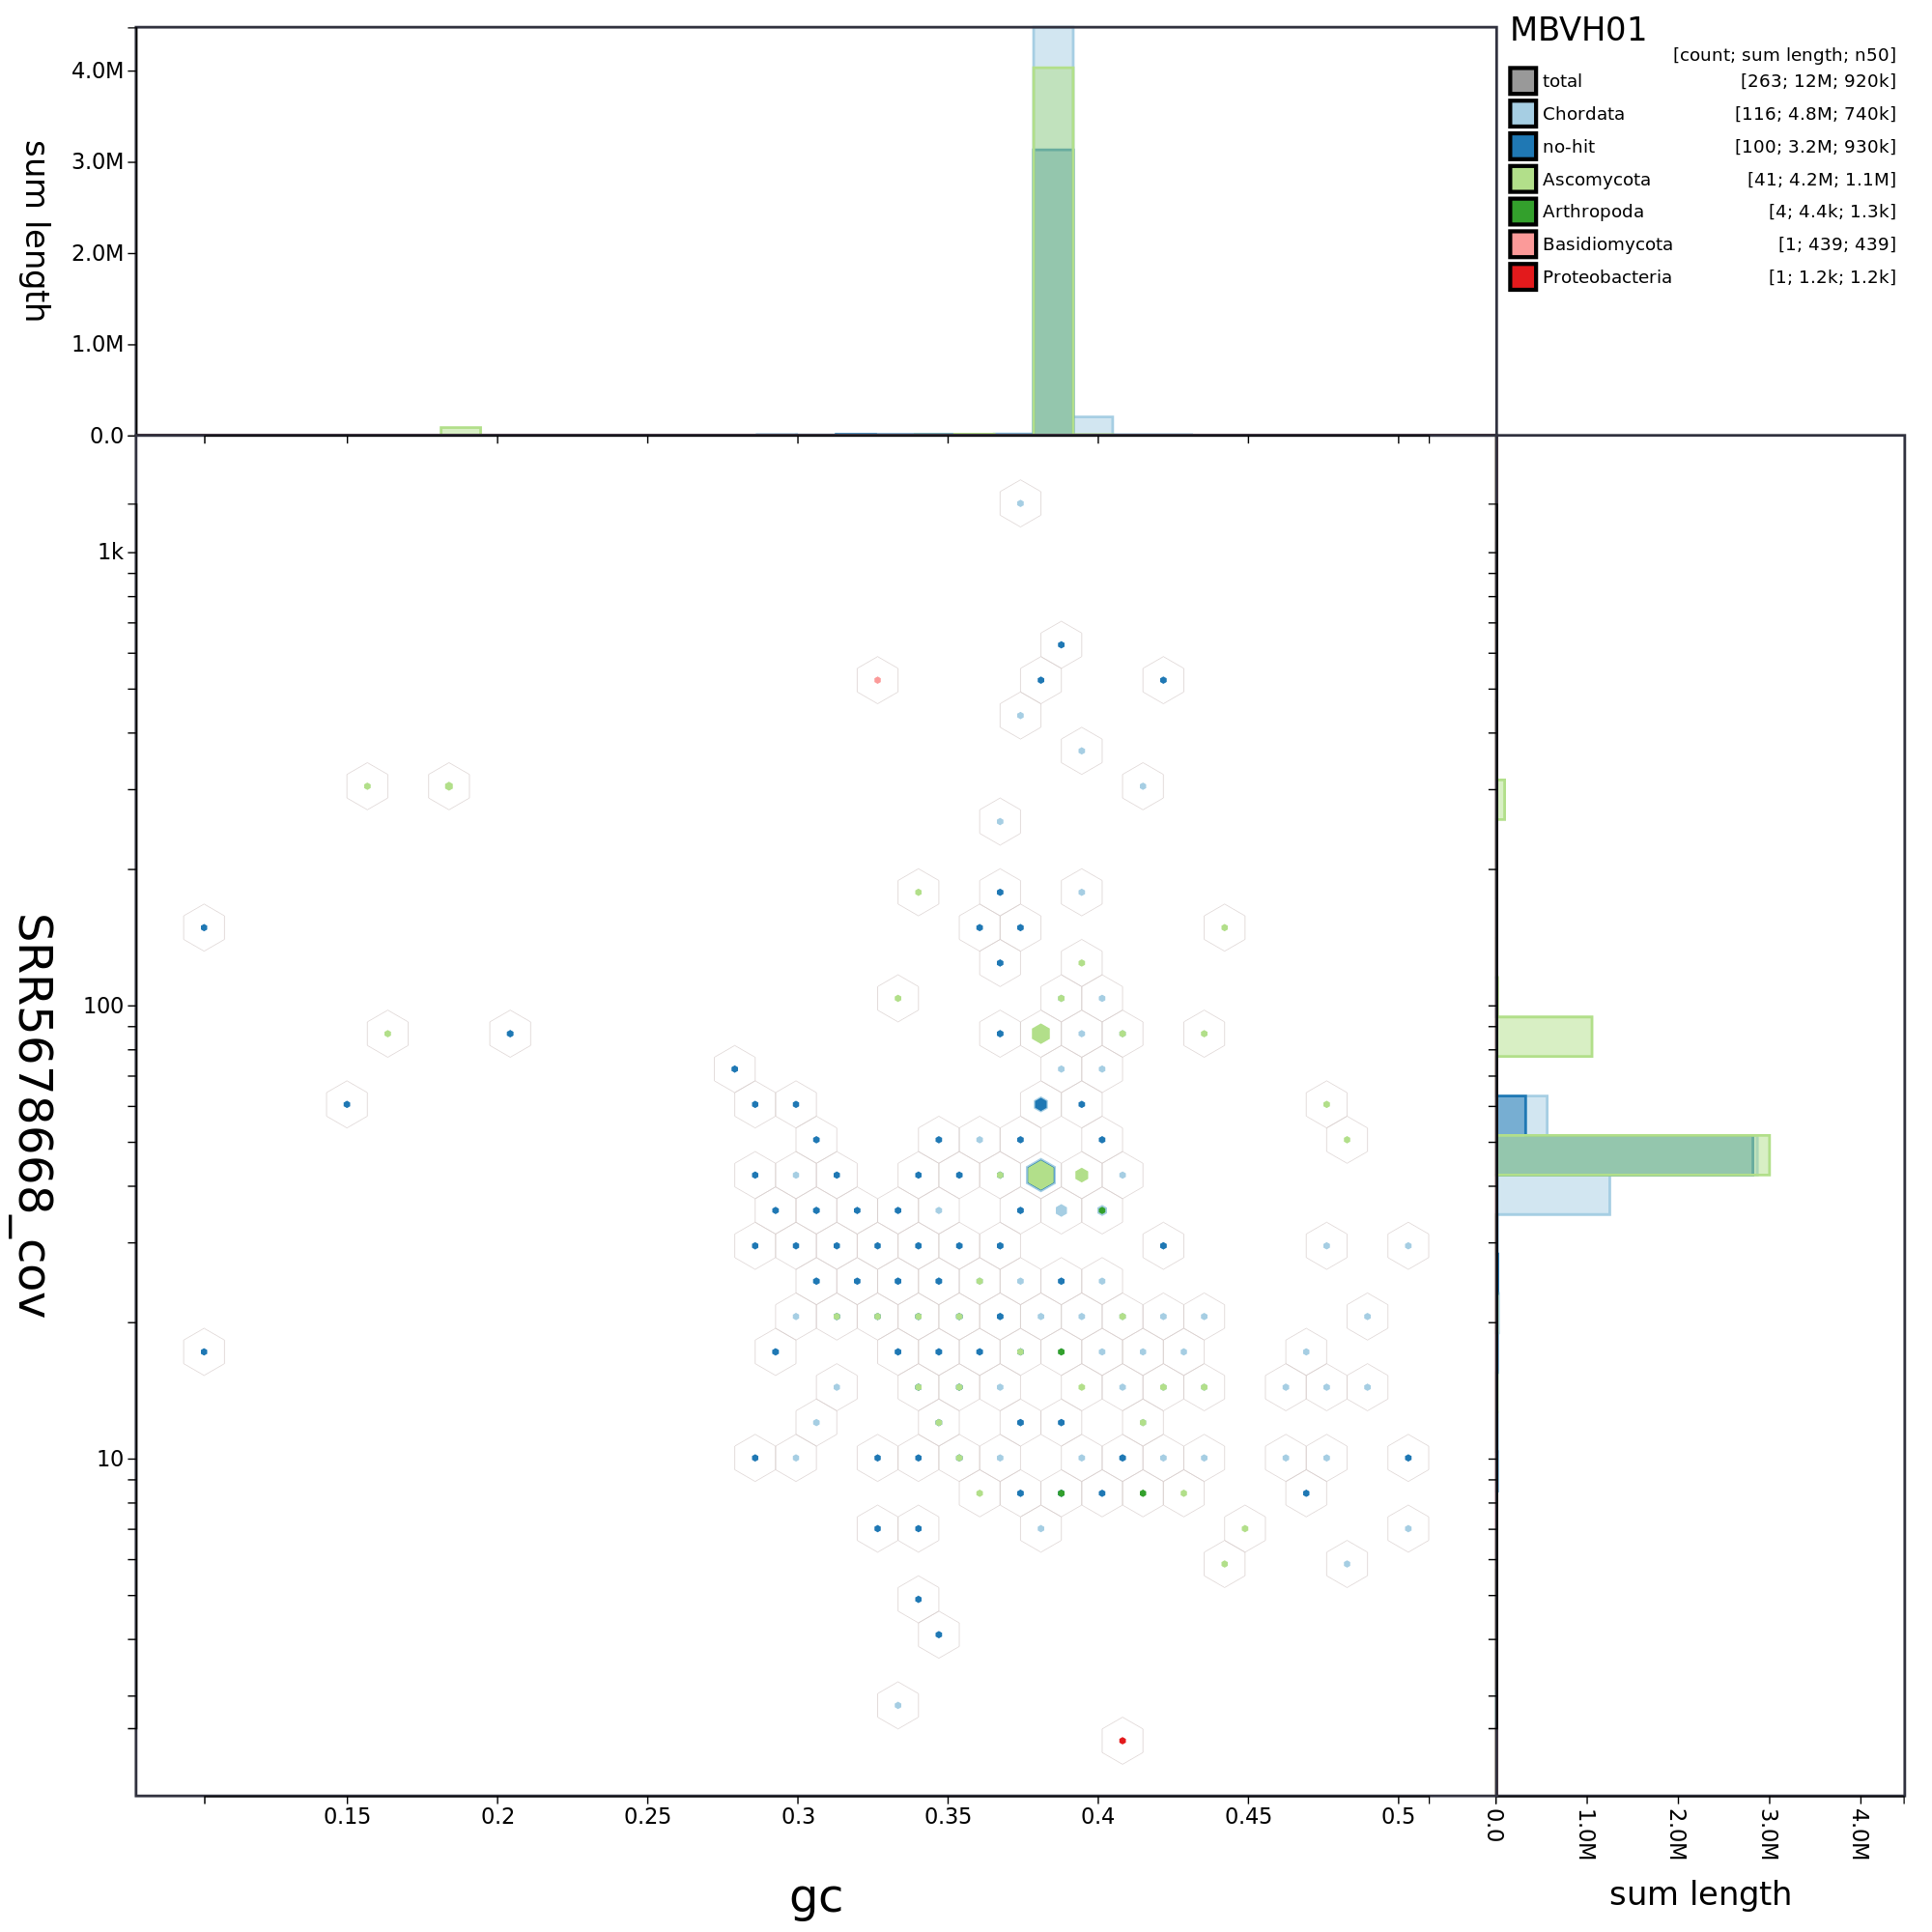 MBVH01
[count; sum length; n50]
total [263; 12M; 920k]
Chordata [116; 4.8M; 740k]
no-hit [100; 3.2M; 930k]
Ascomycota [41; 4.2M; 1.1M]
Arthropoda [4; 4.4k; 1.3k]
Basidiomycota [1; 439; 439]
Proteobacteria [1; 1.2k; 1.2k]
sum length
4.0M
3.0M
2.0M
1.0M
0.0
SRR5678668_cov
1k
100
10
0.15 0.2 0.25 0.3 0.35 0.4 0.45 0.5
gc
0.0 1.0M 2.0M 3.0M 4.0M
sum length